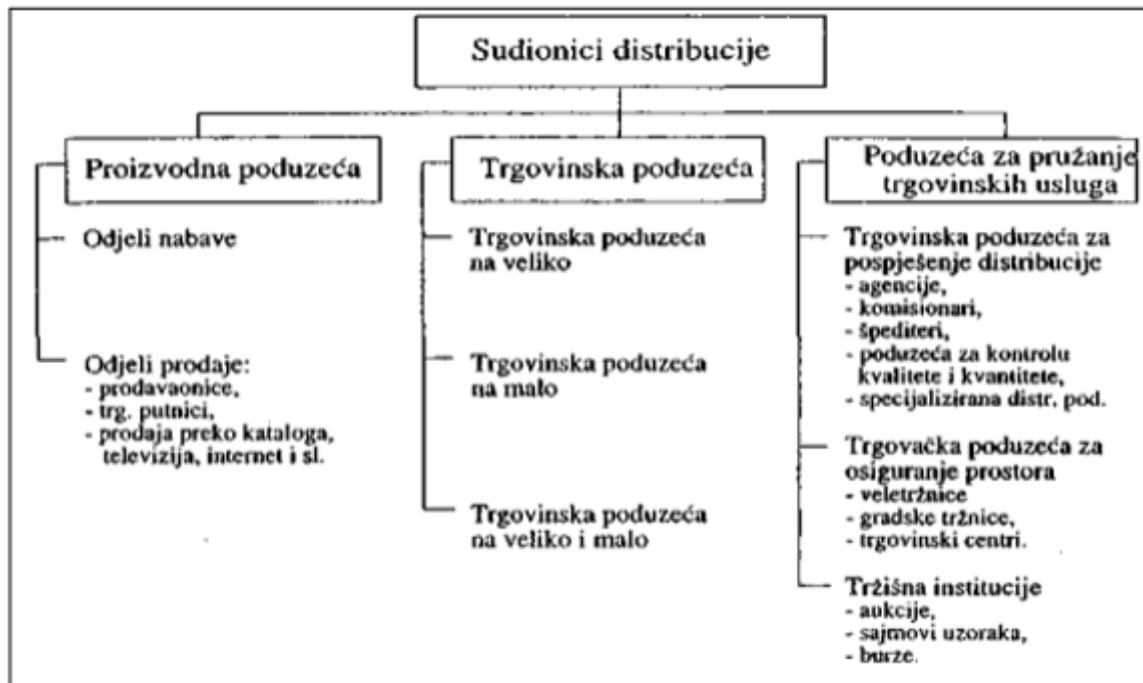 Sudionici distribucije
Proizvodna poduzeća
Odjeli nabave
Odjeli prodaje:
- prodavaonice,
- trg. putnici,
- prodaja preko kataloga,
televizija, internet i sl.
Trgovinska poduzeća
Trgovinska poduzeća
na veliko
Trgovinska poduzeća
na malo
Trgovinska poduzeća
na veliko i malo
Poduzeća za pružanje
trgovinskih usluga
Trgovinska poduzeća za
pospješenje distribucije
- agencije,
- komisionari,
- špediteri,
- poduzeća za kontrolu
kvalitete i kvantitete,
- specijalizirana distr. pod.
Trgovačka poduzeća za
osiguranje prostora
- veletržnice
- gradske tržnice,
- trgovinski centri.
Tržišna institucije
- aukcije,
- sajmovi uzoraka,
- burze.